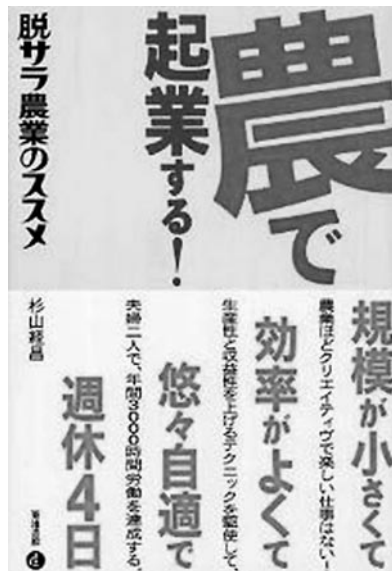 農で
起業する!
脱サラ農業のススメ
規模が小さくて
農業ほどクリエイティブで楽しい仕事はない!
効率がよくて
生産性と収益性を上げるテクニックを駆使して、
悠々自適で
夫婦二人で、年間3000時間労働を達成する。
週休4日
杉山経昌
築地書館